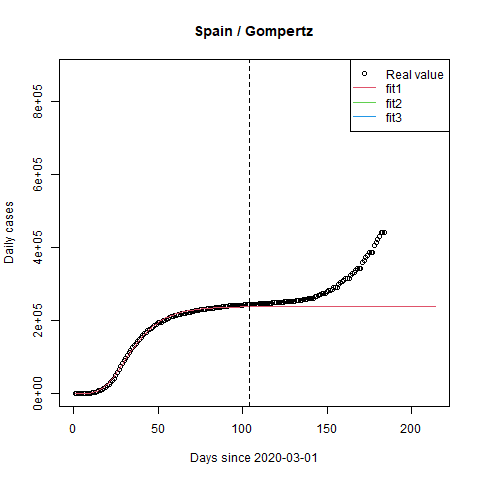 Spain / Gompertz
Real value
fit1
fit2
fit3
Daily cases
8e+05
6e+05
4e+05
2e+05
0e+00
0 50 100 150 200
Days since 2020-03-01